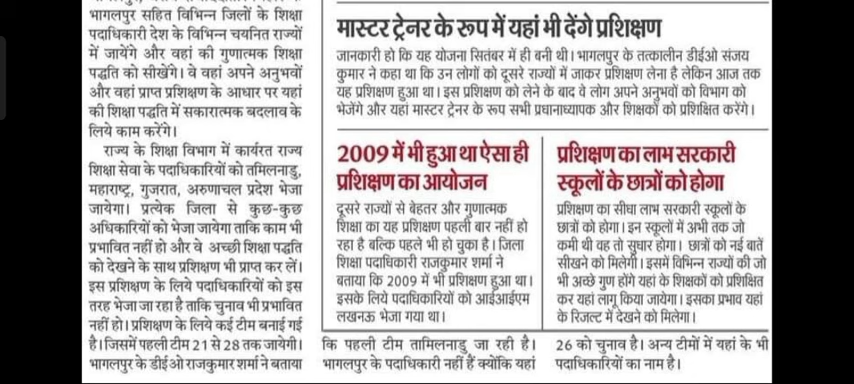 भागलपुर सहित विभिन्न जिलों के शिक्षा
पदाधिकारी देश के विभिन्न चयनित राज्यों
में जायेंगे और वहां की गुणात्मक शिक्षा
पद्धति को सीखेंगे। वे वहां अपने अनुभवों
और वहां प्राप्त प्रशिक्षण के आधार पर यहां
की शिक्षा पद्धति में सकारात्मक बदलाव के
लिये काम करेंगे।
राज्य के शिक्षा विभाग में कार्यरत राज्य
शिक्षा सेवा के पदाधिकारियों को तमिलनाडु,
महाराष्ट्र, गुजरात, अरुणाचल प्रदेश भेजा
जायेगा। प्रत्येक जिला से कुछ-कुछ
अधिकारियों को भेजा जायेगा ताकि काम भी
प्रभावित नहीं हो और वे अच्छी शिक्षा पद्धति
को देखने के साथ प्रशिक्षण भी प्राप्त कर लें।
इस प्रशिक्षण के लिये पदाधिकारियों को इस
तरह भेजा जा रहा है ताकि चुनाव भी प्रभावित
नहीं हो। प्रशिक्षण के लिए कई टीम बनाई गई
है। जिसमें पहली टीम 21 से 28 तक जायेगी।
भागलपुर के डीईओ राजकुमार शर्मा ने बताया
मास्टर ट्रेनर के रूप में यहां भी देंगे प्रशिक्षण
जानकारी हो कि यह योजना सितंबर में ही बनी थी। भागलपुर के तत्कालीन डीईओ संजय
कुमार ने कहा था कि उन लोगों को दूसरे राज्यों में जाकर प्रशिक्षण लेना है लेकिन आज तक
यह प्रशिक्षण हुआ था। इस प्रशिक्षण को लेने के बाद वे लोग अपने अनुभवों को विभाग को
भेजेंगे और यहां मास्टर ट्रेनर के रूप सभी प्रधानाध्यापक और शिक्षकों को प्रशिक्षित करेंगे।
2009 में भी हुआ था ऐसा ही
प्रशिक्षण का आयोजन
दूसरे राज्यों से बेहतर और गुणात्मक
शिक्षा का यह प्रशिक्षण पहली बार नहीं हो
रहा है बल्कि पहले भी हो चुका है। जिला
शिक्षा पदाधिकारी राजकुमार शर्मा ने
बताया कि 2009 में भी प्रशिक्षण हुआ था।
इसके लिये पदाधिकारियों को आईआईएम
लखनऊ भेजा गया था।
प्रशिक्षण का लाभ सरकारी
स्कूलों के छात्रों को होगा
प्रशिक्षण का सीधा लाभ सरकारी स्कूलों के
छात्रों को होगा। इन स्कूलों में अभी तक जो
कमी थी वह तो सुधार होगा। छात्रों को नई बातें
सीखने को मिलेगी। इसमें विभिन्न राज्यों की जो
भी अच्छे गुण होंगे यहां के शिक्षकों को प्रशिक्षित
कर यहां लागू किया जायेगा। इसका प्रभाव यहां
के रिजल्ट में देखने को मिलेगा।
कि पहली टीम तामिलनाडु जा रही है।
भागलपुर के पदाधिकारी नहीं हैं क्योंकि यहां
26 को चुनाव है। अन्य टीमों में यहां के भी
पदाधिकारियों का नाम है।